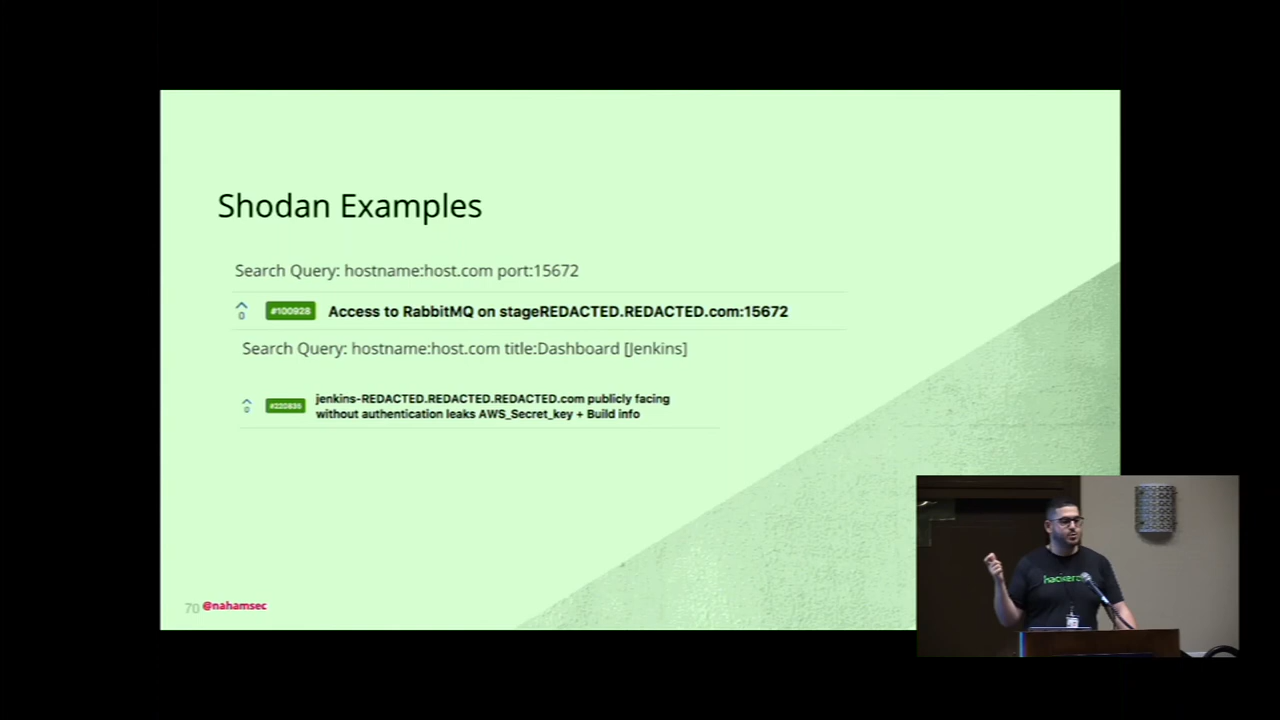 Shodan Examples
Search Query: hostname:host.com port:15672
0
#100928
Access to RabbitMQ on stageREDACTED.REDACTED.com:15672
Search Query: hostname:host.com title:Dashboard [Jenkins]
0
jenkins-REDACTED.REDACTED.REDACTED.com publicly facing
without authentication leaks AWS_Secret_key + Build info
70 @nahamsec